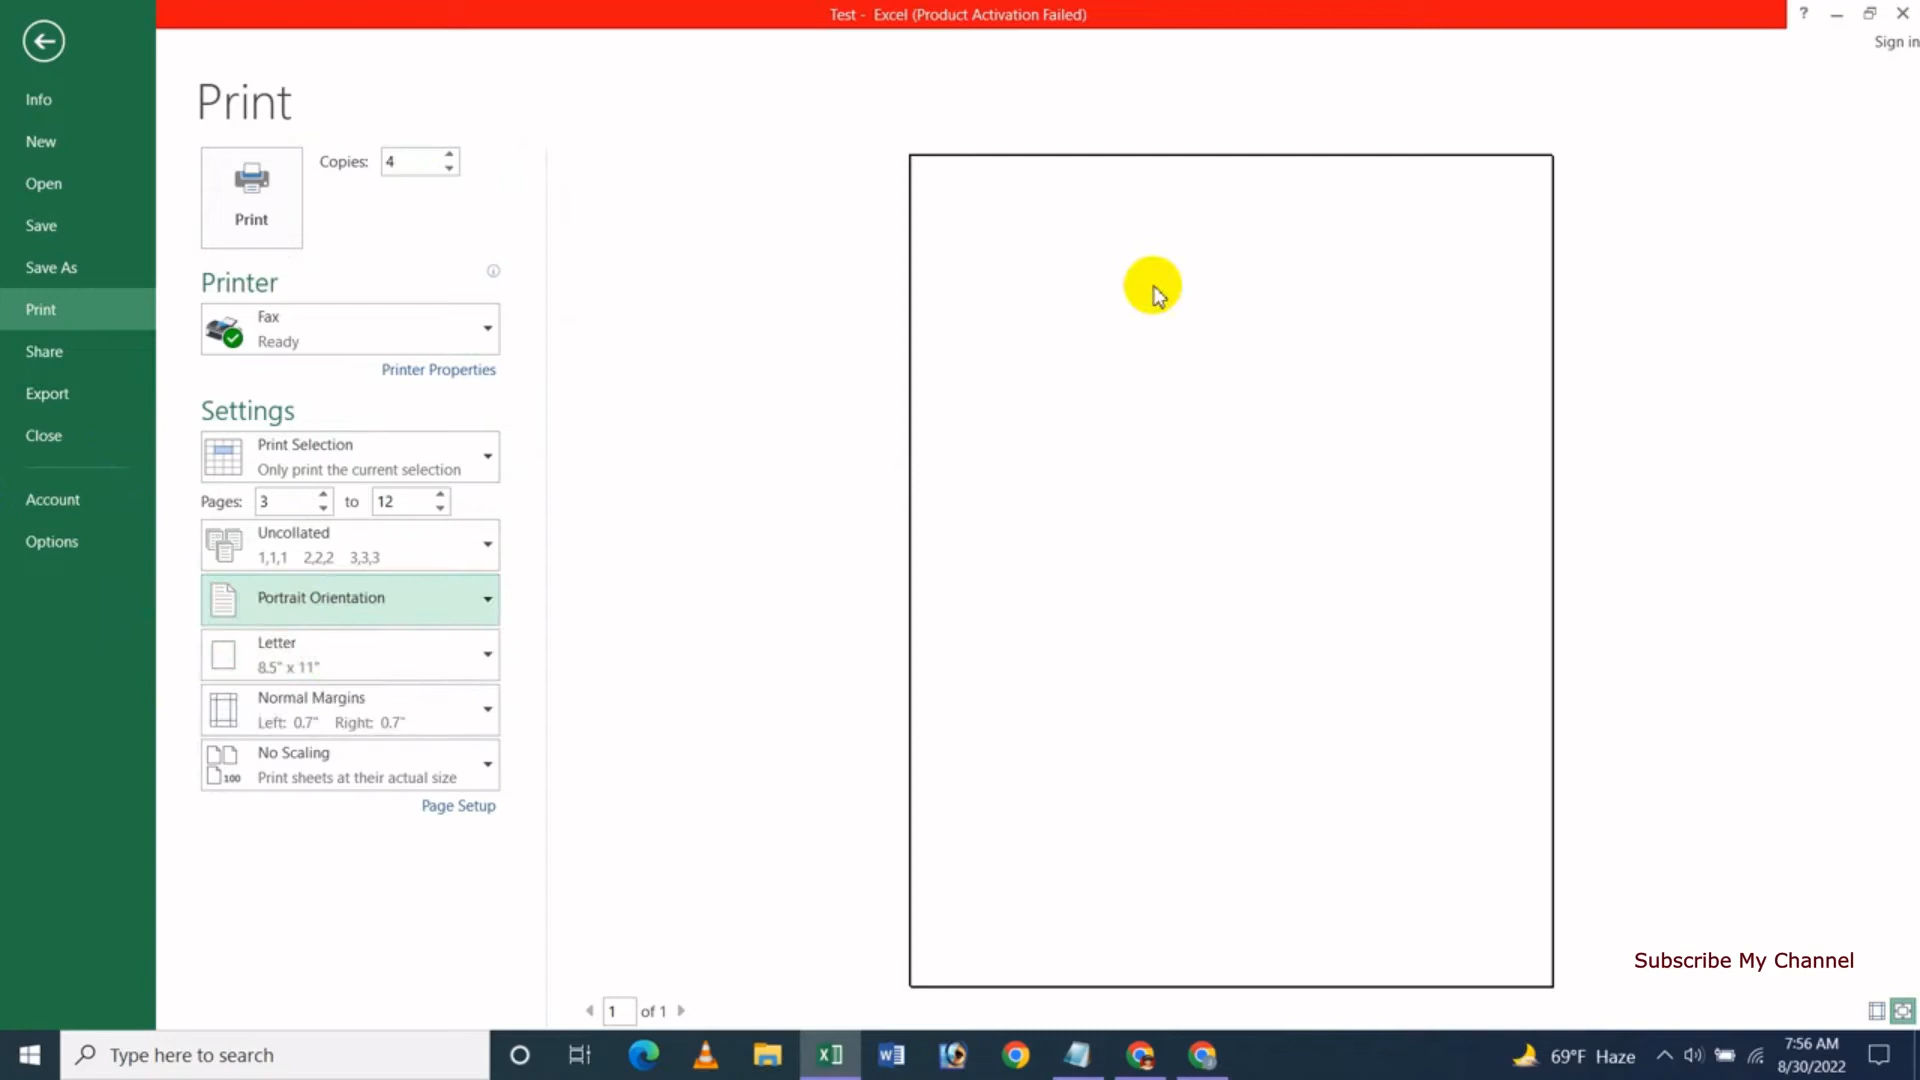 Test - Excel (Product Activation Failed)
?
Sign in
Info
New
Open
Save
Save As
Print
Share
Export
Close
Account
Options
Print
Print
Copies: 4
Printer
Fax
Ready
Printer Properties
Settings
Print Selection
Only print the current selection
Pages: 3 to 12
Uncollated
1,1,1 2,2,2 3,3,3
Portrait Orientation
Letter
8.5" x 11"
Normal Margins
Left: 0.7" Right: 0.7"
No Scaling
100
Print sheets at their actual size
Page Setup
Subscribe My Channel
1 of 1
Type here to search
69°F Haze
7:56 AM
8/30/2022